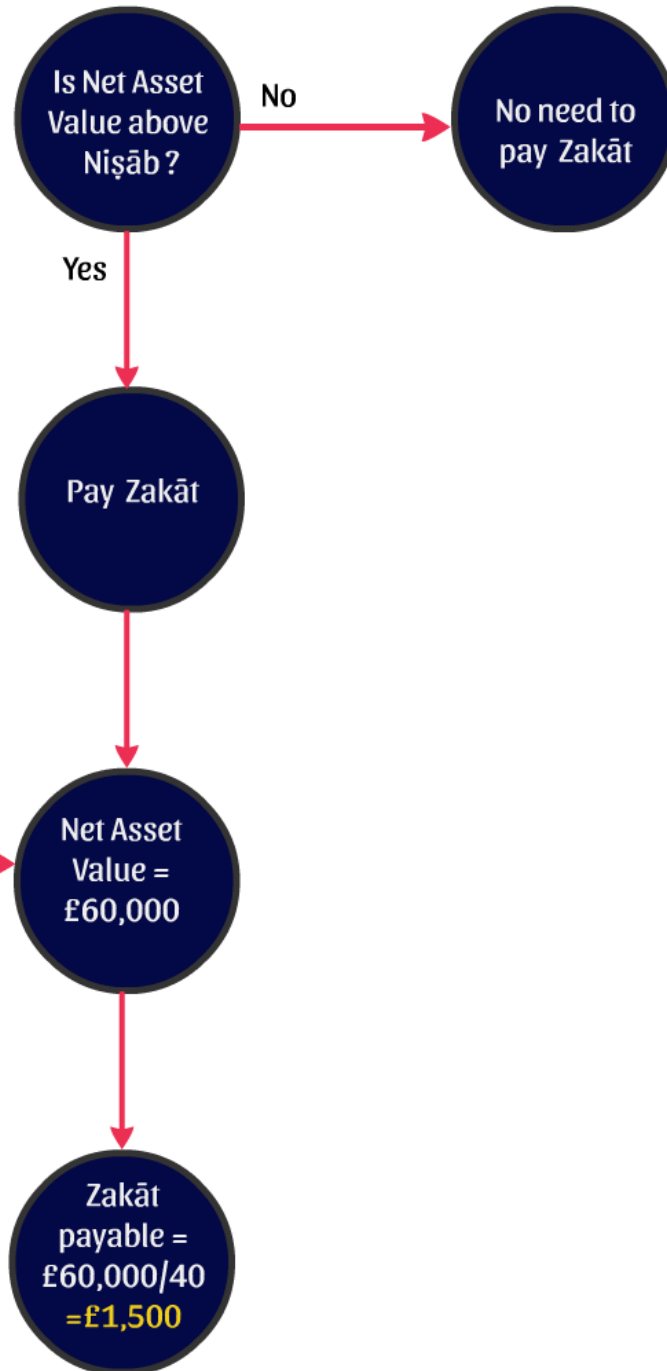 Is Net Asset
Value above
Niṣāb ?
No
No need to
pay Zakāt
Yes
Pay Zakāt
Net Asset
Value =
£60,000
Zakāt
payable =
£60,000/40
=£1,500